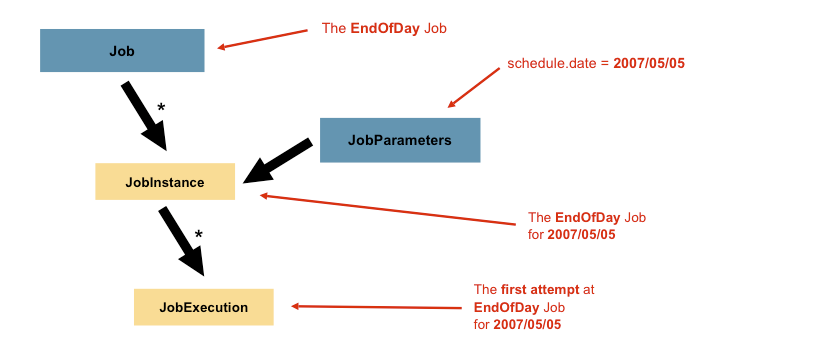 The EndOfDay Job
Job
schedule.date = 2007/05/05
*
JobParameters
JobInstance
The EndOfDay Job
for 2007/05/05
*
The first attempt at
EndOfDay Job
for 2007/05/05
JobExecution